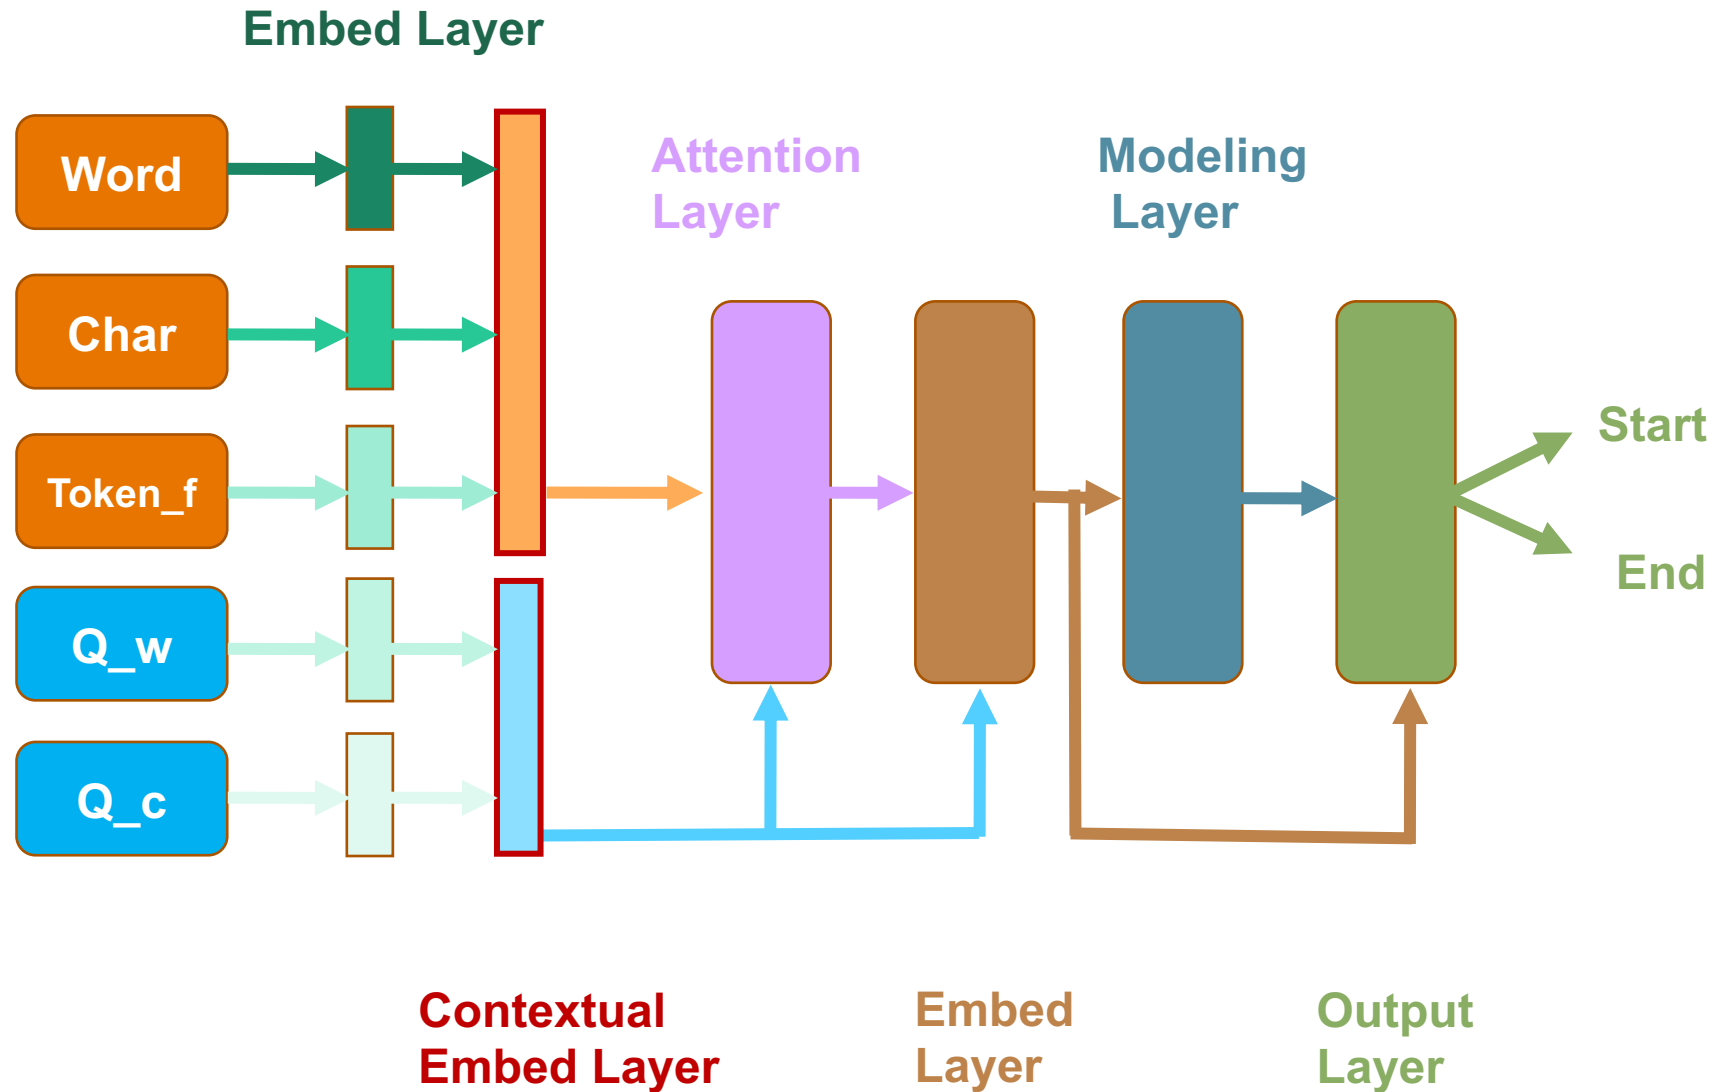 Embed Layer
Word
Char
Token_f
Q_w
Q_c
Attention
Layer
Modeling
Layer
Start
End
Contextual
Embed Layer
Embed
Layer
Output
Layer